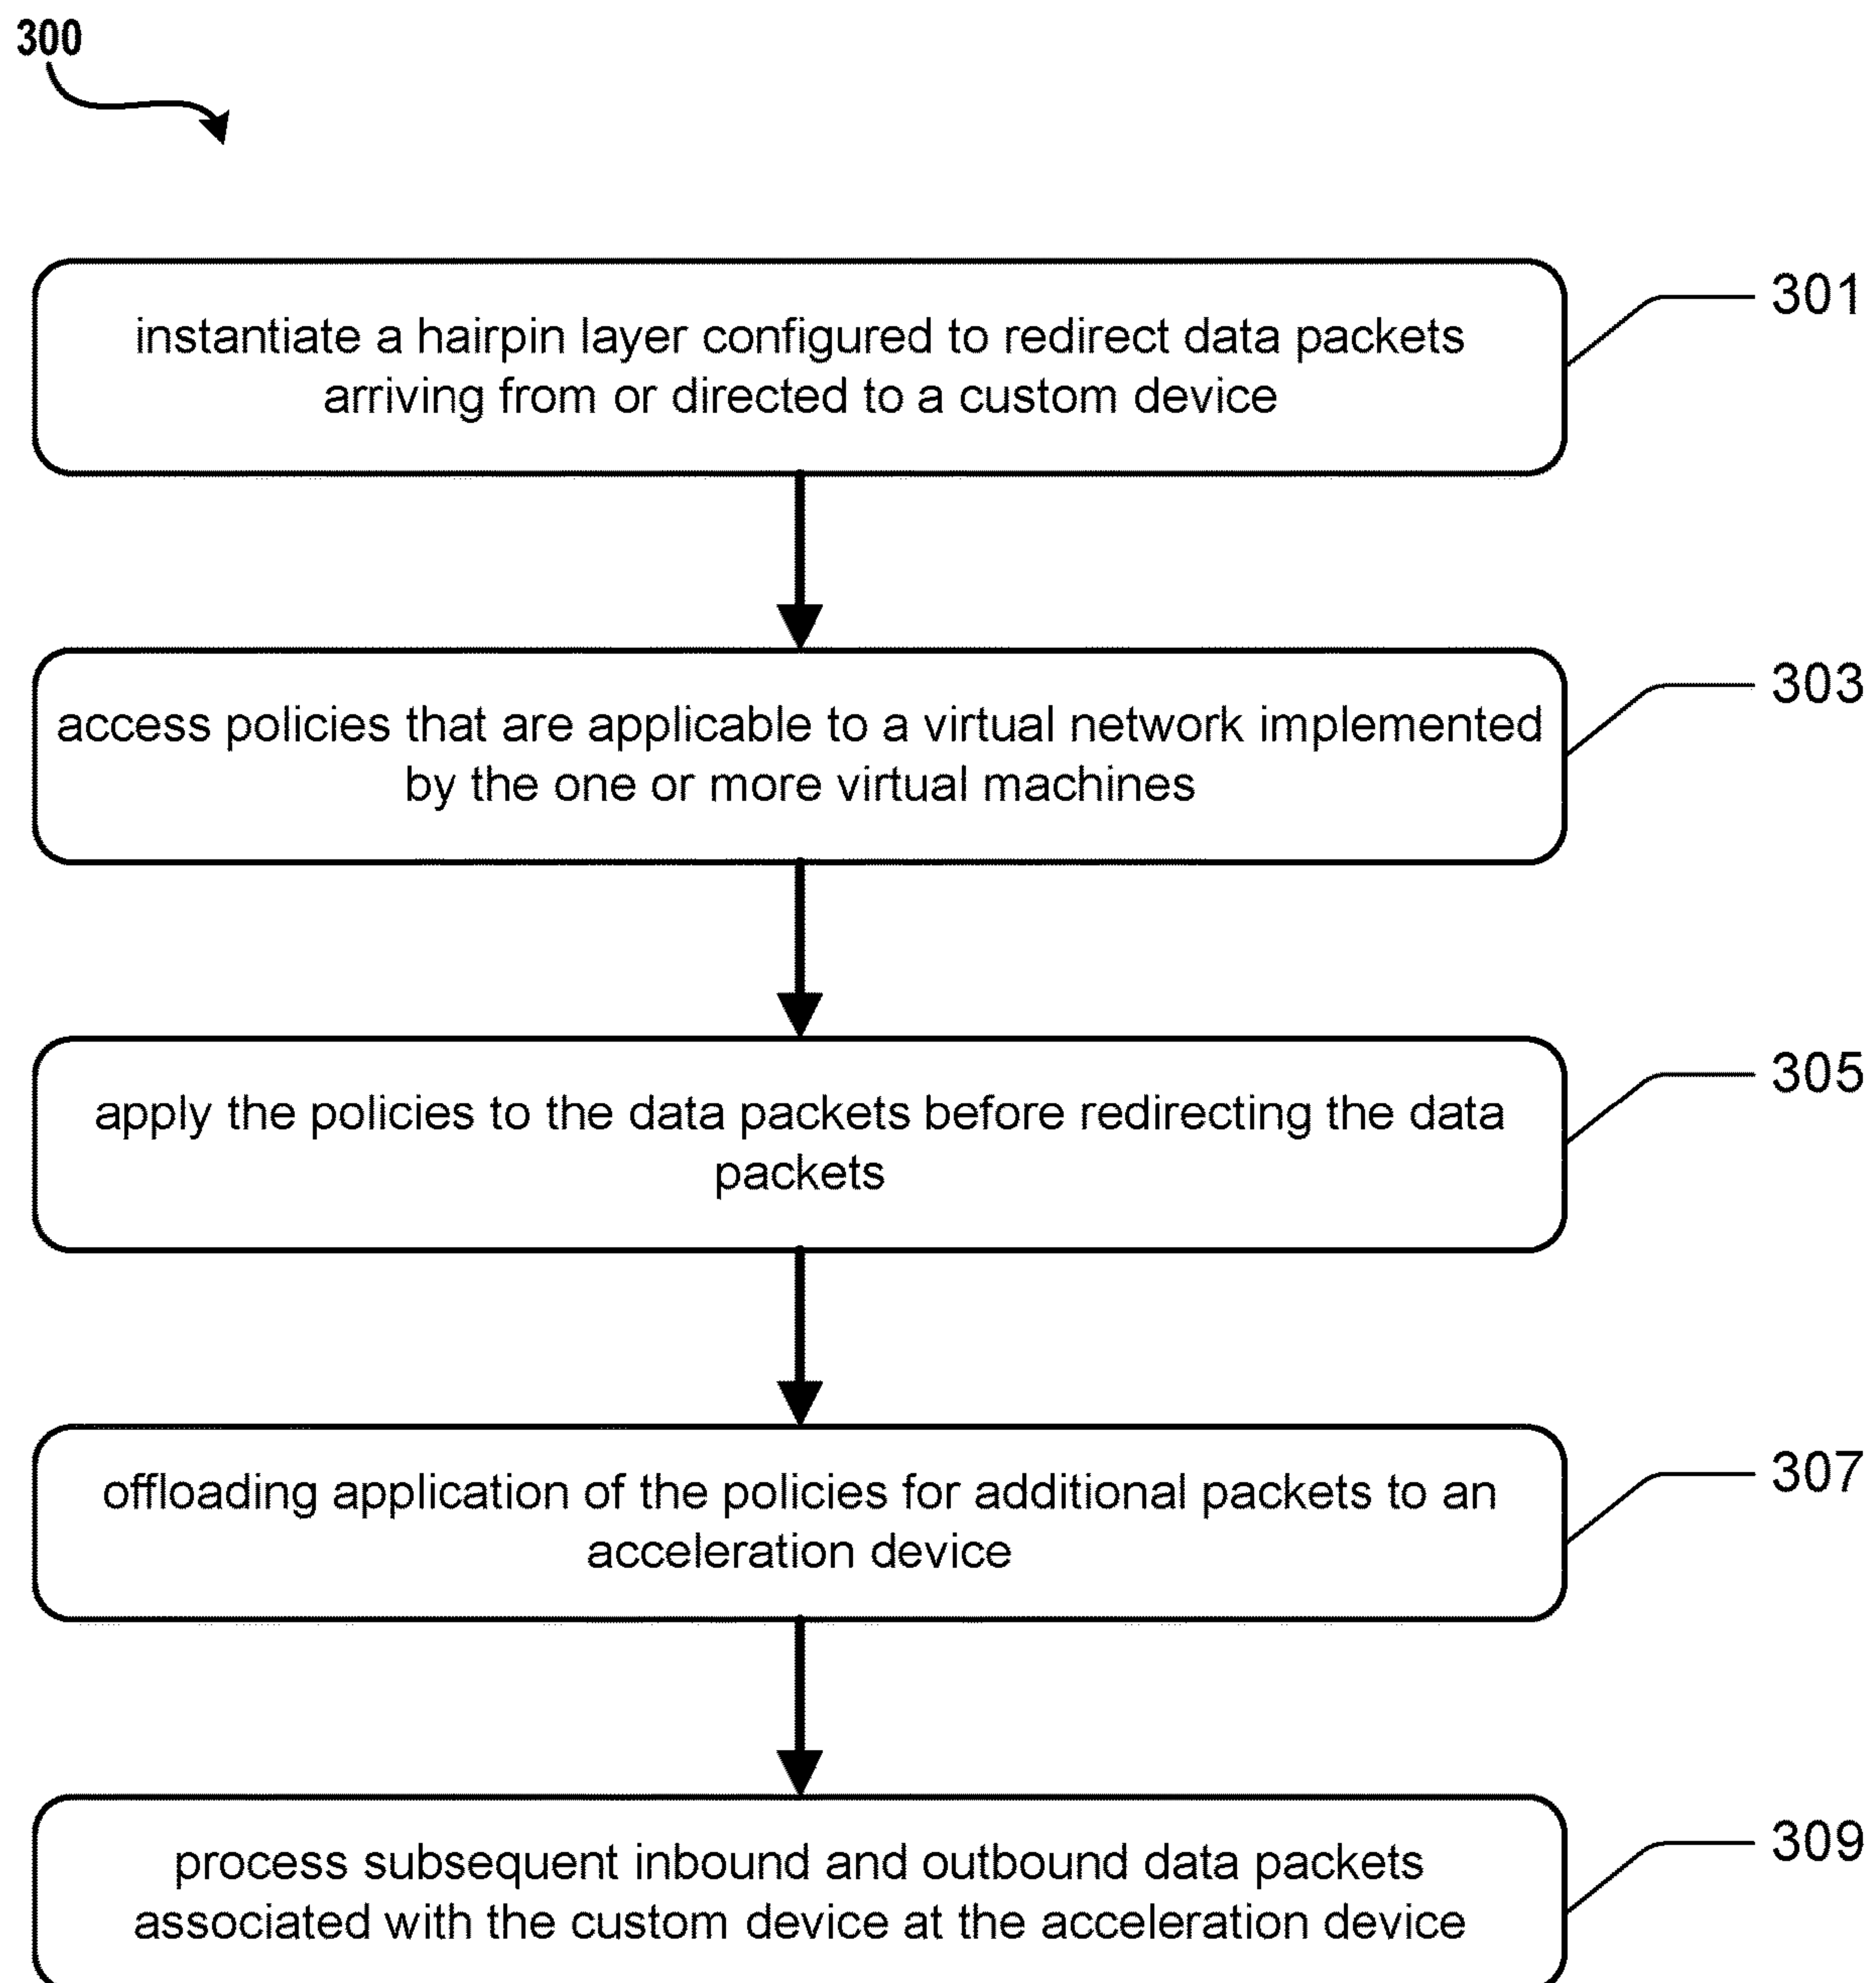 300
instantiate a hairpin layer configured to redirect data packets
arriving from or directed to a custom device
301
access policies that are applicable to a virtual network implemented
by the one or more virtual machines
303
apply the policies to the data packets before redirecting the data
packets
305
offloading application of the policies for additional packets to an
acceleration device
307
process subsequent inbound and outbound data packets
associated with the custom device at the acceleration device
309